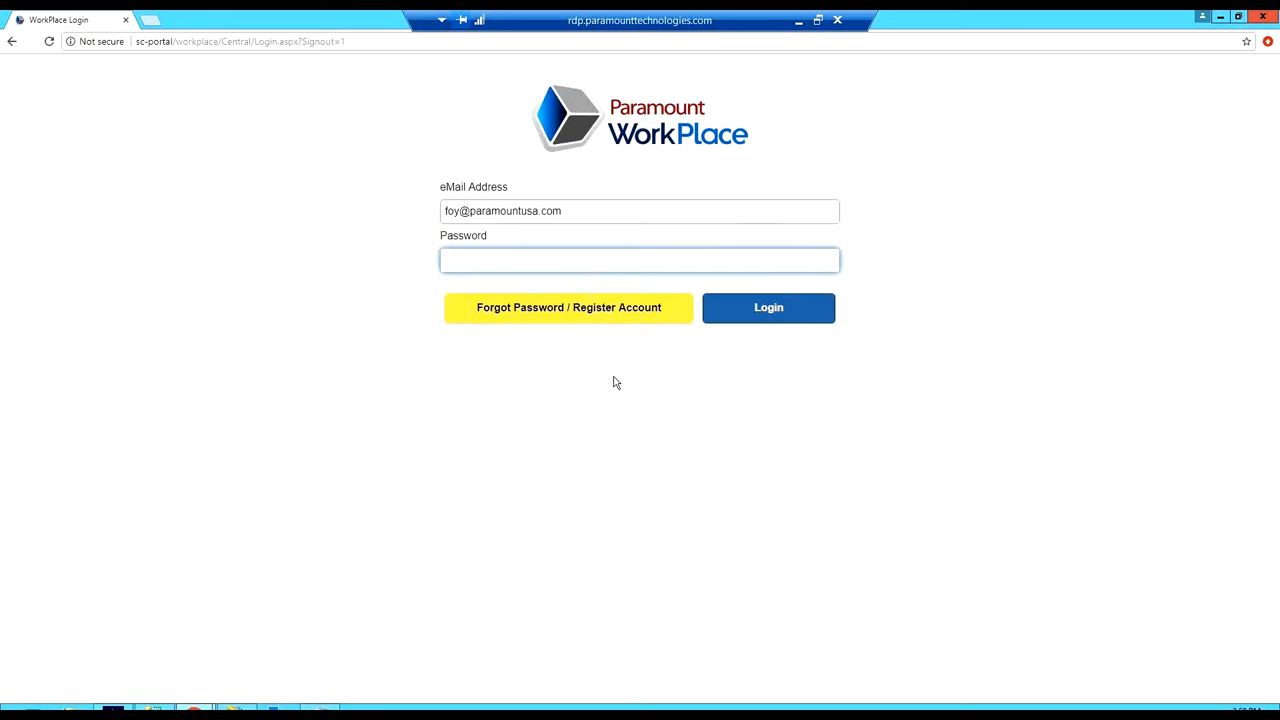 WorkPlace Login
rdp.paramounttechnologies.com
Not secure
sc-portal/workplace/Central/Login.aspx?Signout=1
Paramount
WorkPlace
eMail Address
foy@paramountusa.com
Password
Forgot Password / Register Account
Login